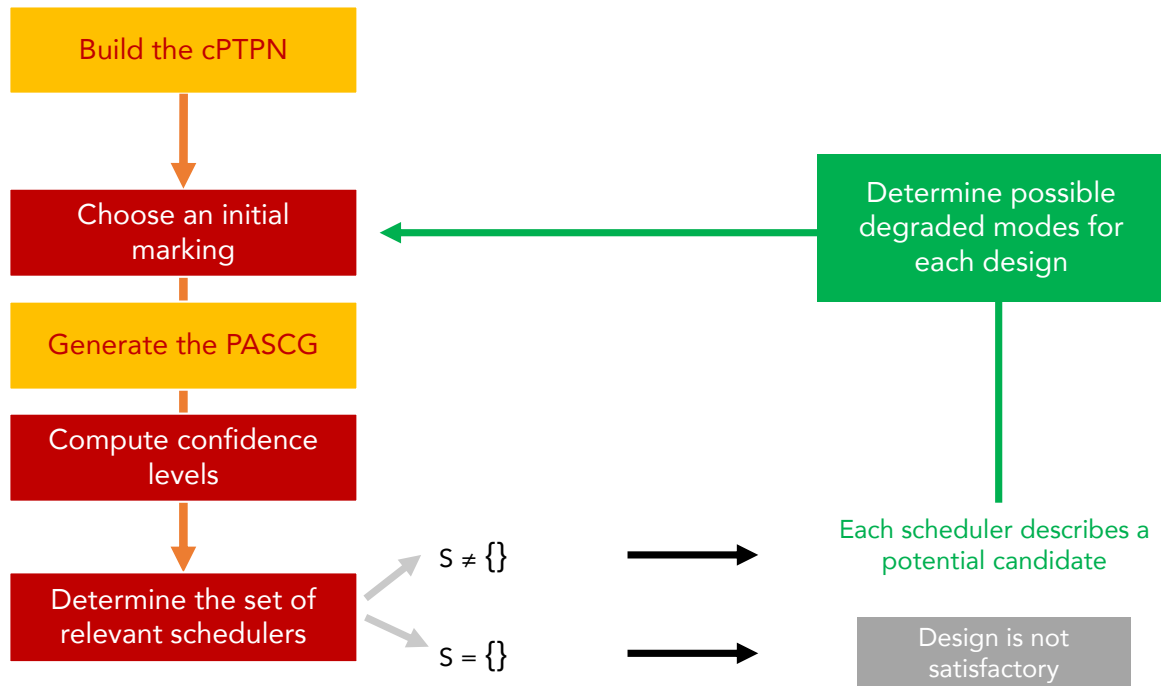 Build the cPTPN
Choose an initial
marking
Generate the PASCG
Compute confidence
levels
Determine the set of
relevant schedulers
S ≠ {}
S = {}
Determine possible
degraded modes for
each design
Each scheduler describes a
potential candidate
Design is not
satisfactory